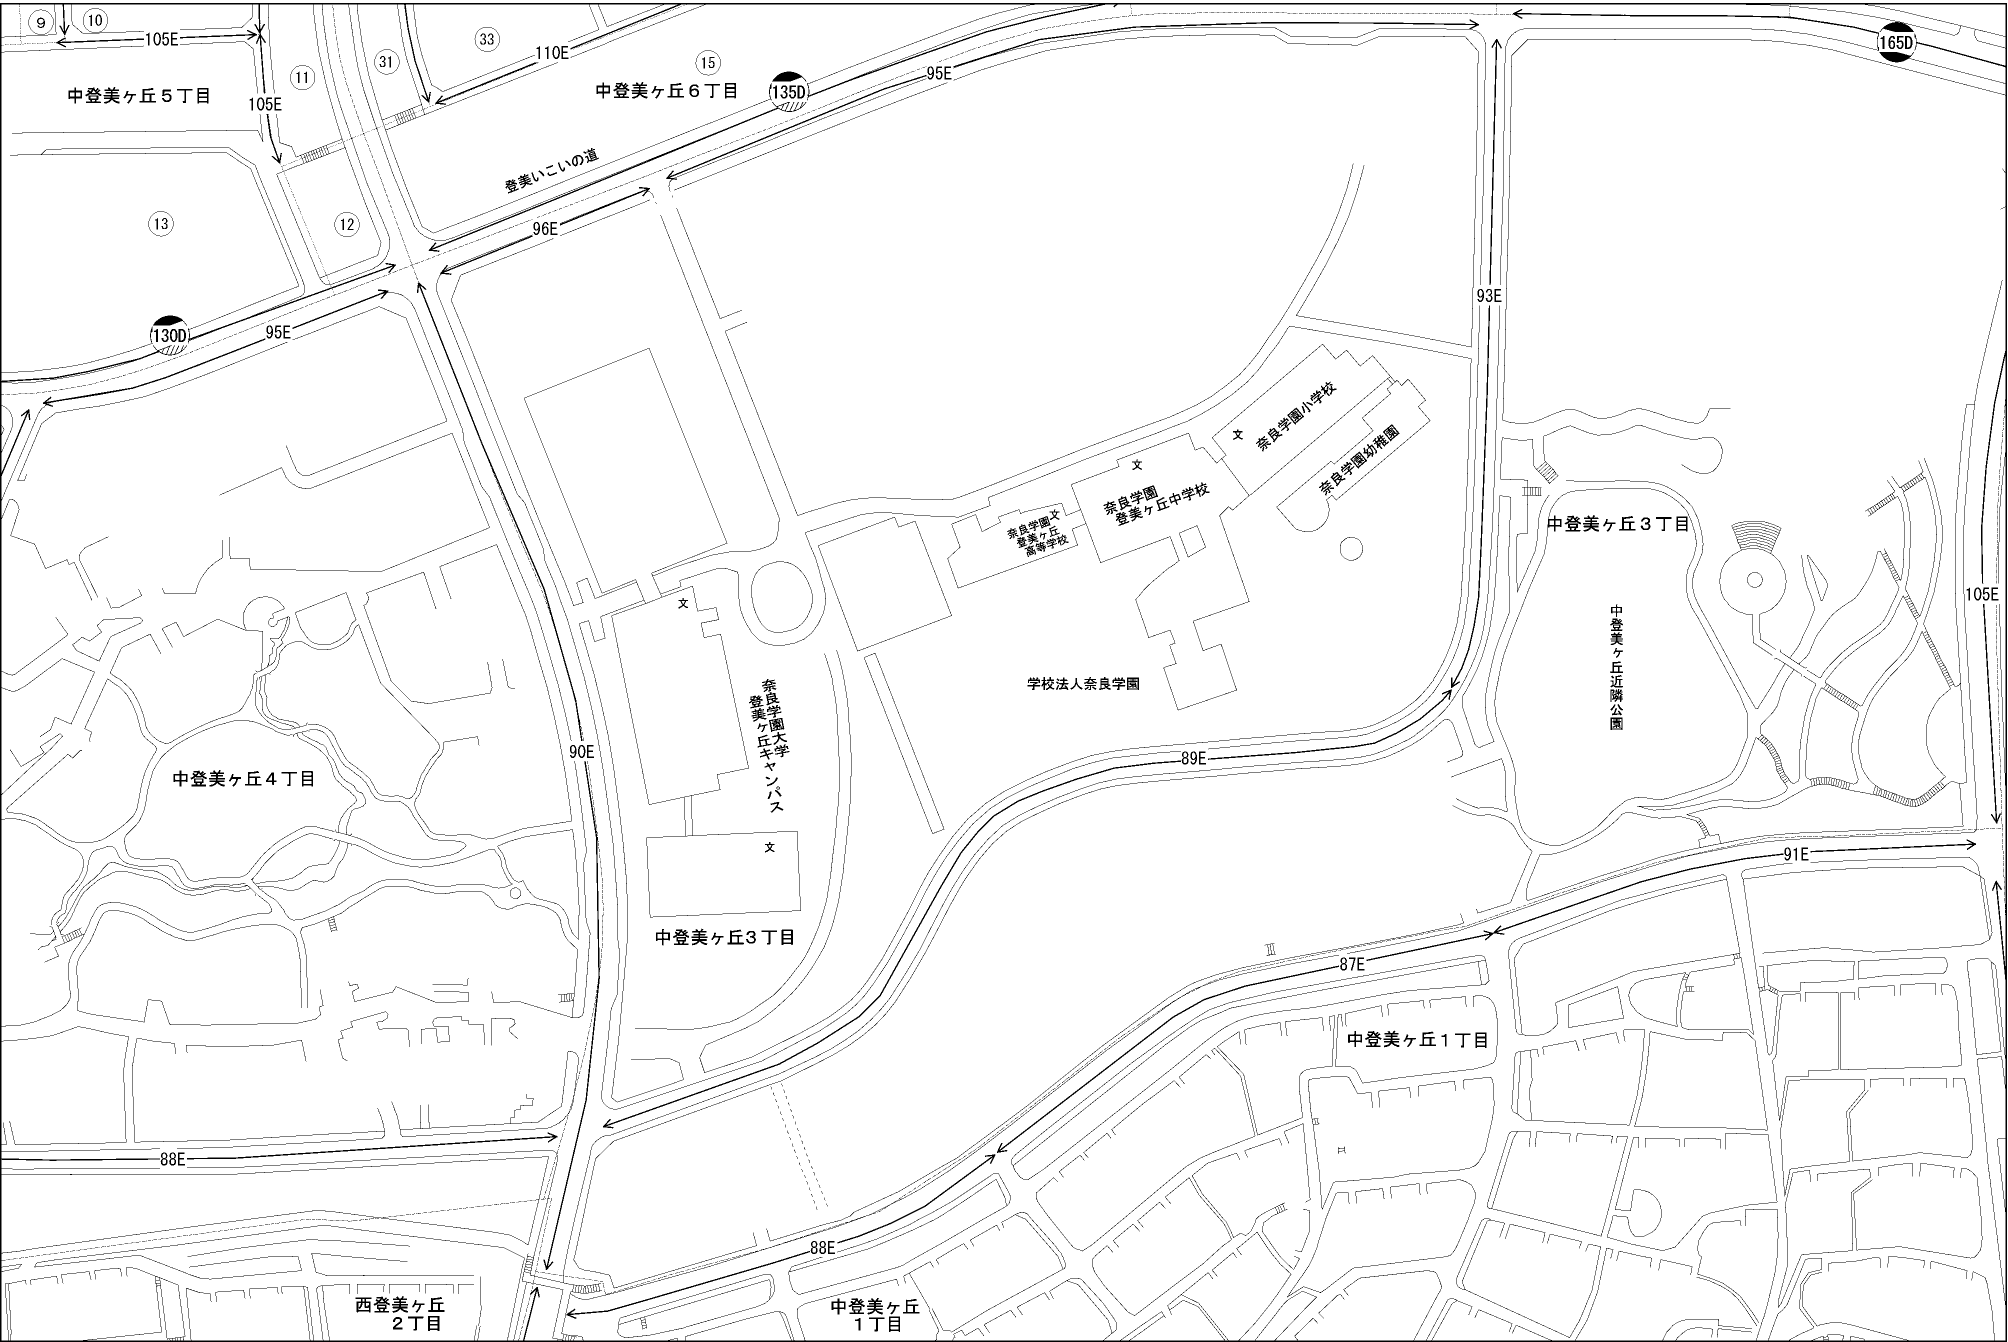 9
10
105E
11
31
33
110E
15
165D
中登美ヶ丘5丁目
105E
中登美ヶ丘6丁目
135D
95E
登美いこいの道
13
12
96E
130D
95E
93E
奈良学園小学校
文
奈良学園幼稚園
文
奈良学園
登美ヶ丘中学校
文
奈良学園
登美ヶ丘
高等学校
中登美ヶ丘3丁目
105E
中登美ヶ丘近隣公園
文
学校法人奈良学園
奈良学園大学
登美ヶ丘キャンパス
90E
89E
中登美ヶ丘4丁目
文
91E
中登美ヶ丘3丁目
87E
中登美ヶ丘1丁目
88E
88E
西登美ヶ丘
2丁目
中登美ヶ丘
1丁目